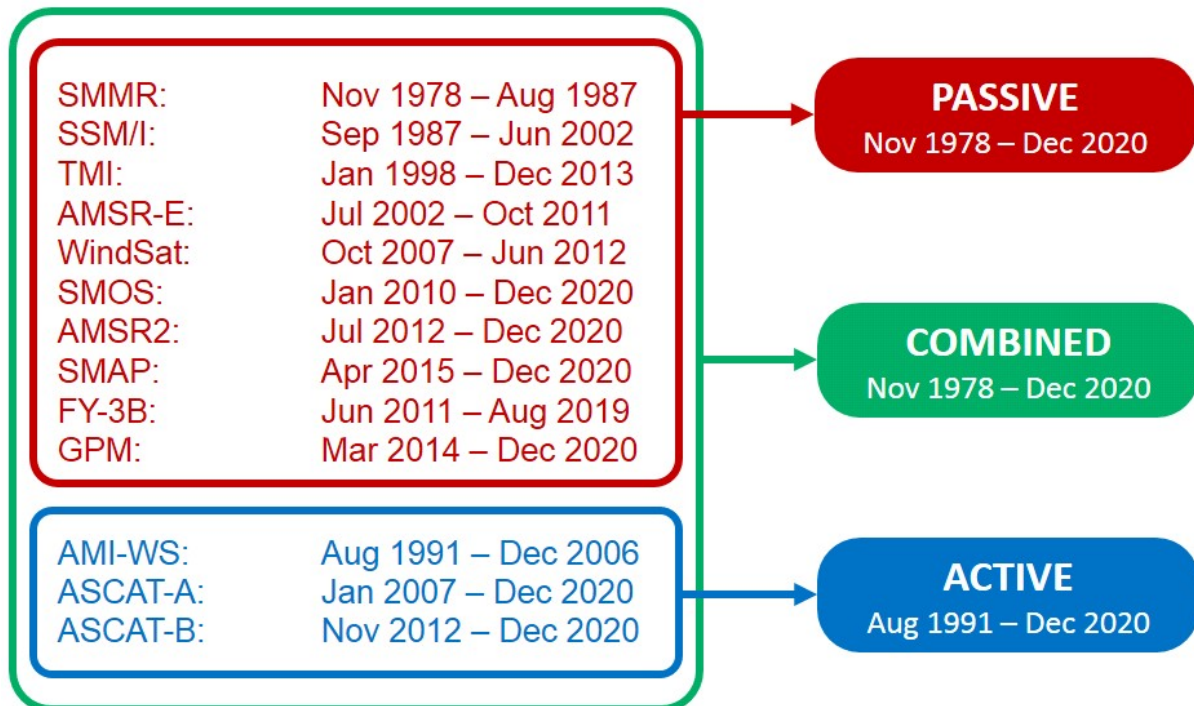 SMMR: Nov 1978 – Aug 1987
SSM/I: Sep 1987 – Jun 2002
TMI: Jan 1998 – Dec 2013
AMSR-E: Jul 2002 – Oct 2011
WindSat: Oct 2007 – Jun 2012
SMOS: Jan 2010 – Dec 2020
AMSR2: Jul 2012 – Dec 2020
SMAP: Apr 2015 – Dec 2020
FY-3B: Jun 2011 – Aug 2019
GPM: Mar 2014 – Dec 2020
AMI-WS: Aug 1991 – Dec 2006
ASCAT-A: Jan 2007 – Dec 2020
ASCAT-B: Nov 2012 – Dec 2020
PASSIVE
Nov 1978 – Dec 2020
COMBINED
Nov 1978 – Dec 2020
ACTIVE
Aug 1991 – Dec 2020